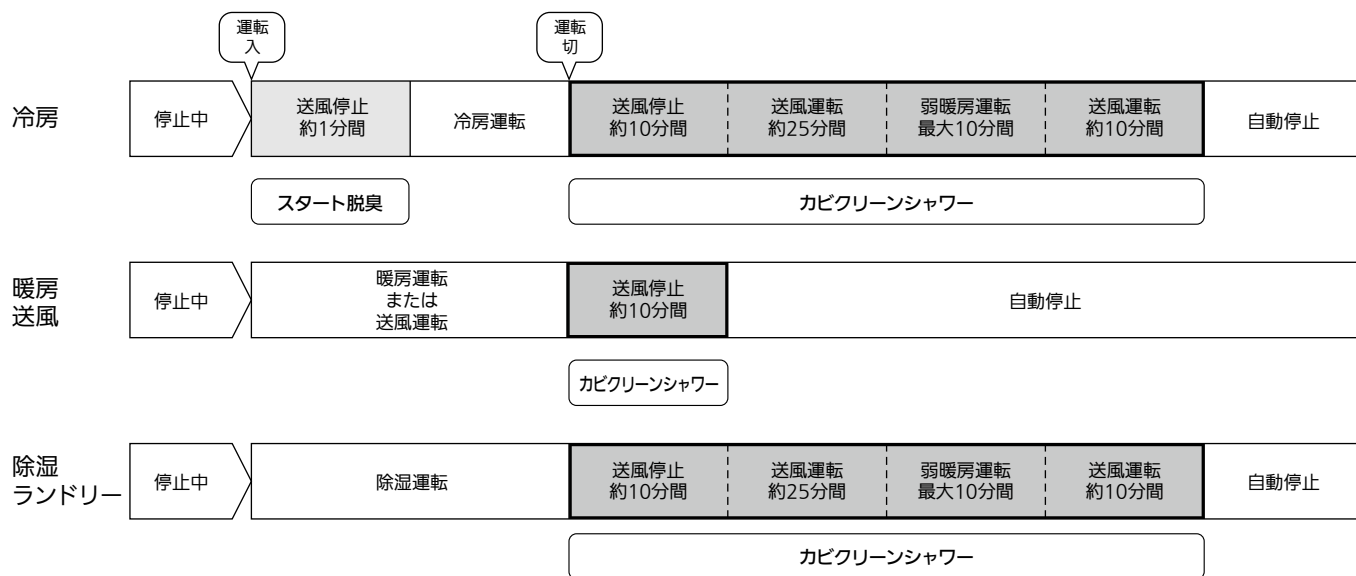 運転
入
運転
切
冷房
停止中
送風停止
約1分間
冷房運転
送風停止
約10分間
送風運転
約25分間
弱暖房運転
最大10分間
送風運転
約10分間
自動停止
スタート脱臭
カビクリーンシャワー
暖房
送風
停止中
暖房運転
または
送風運転
送風停止
約10分間
自動停止
カビクリーンシャワー
除湿
ランドリー
停止中
除湿運転
送風停止
約10分間
送風運転
約25分間
弱暖房運転
最大10分間
送風運転
約10分間
自動停止
カビクリーンシャワー